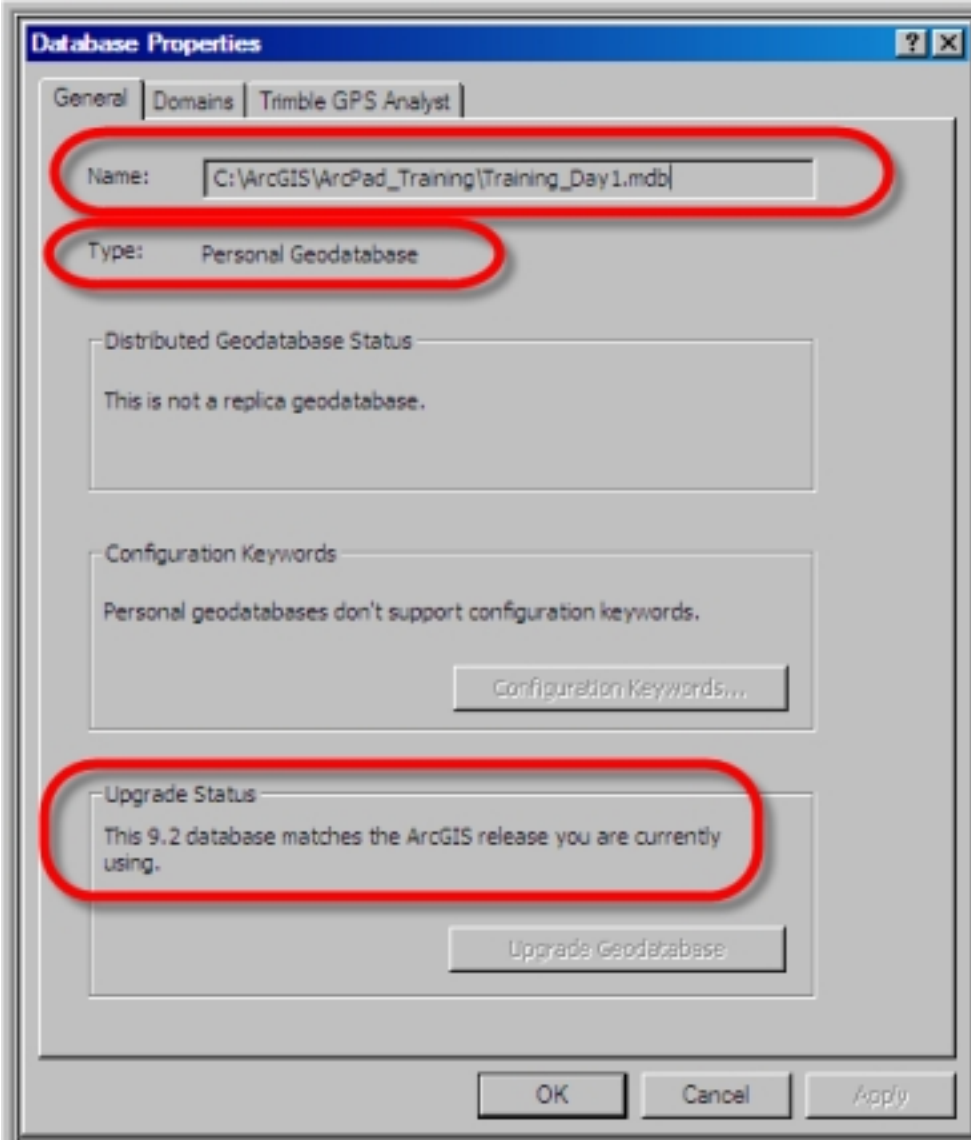 Database Properties
General Domains Trimble GPS Analyst
Name: C:\ArcGIS\ArcPad_Training\Training_Day1.mdb
Type: Personal Geodatabase
Distributed Geodatabase Status
This is not a replica geodatabase.
Configuration Keywords
Personal geodatabases don't support configuration keywords.
Configuration Keywords...
Upgrade Status
This 9.2 database matches the ArcGIS release you are currently
using.
Upgrade Geodatabase
OK Cancel Apply